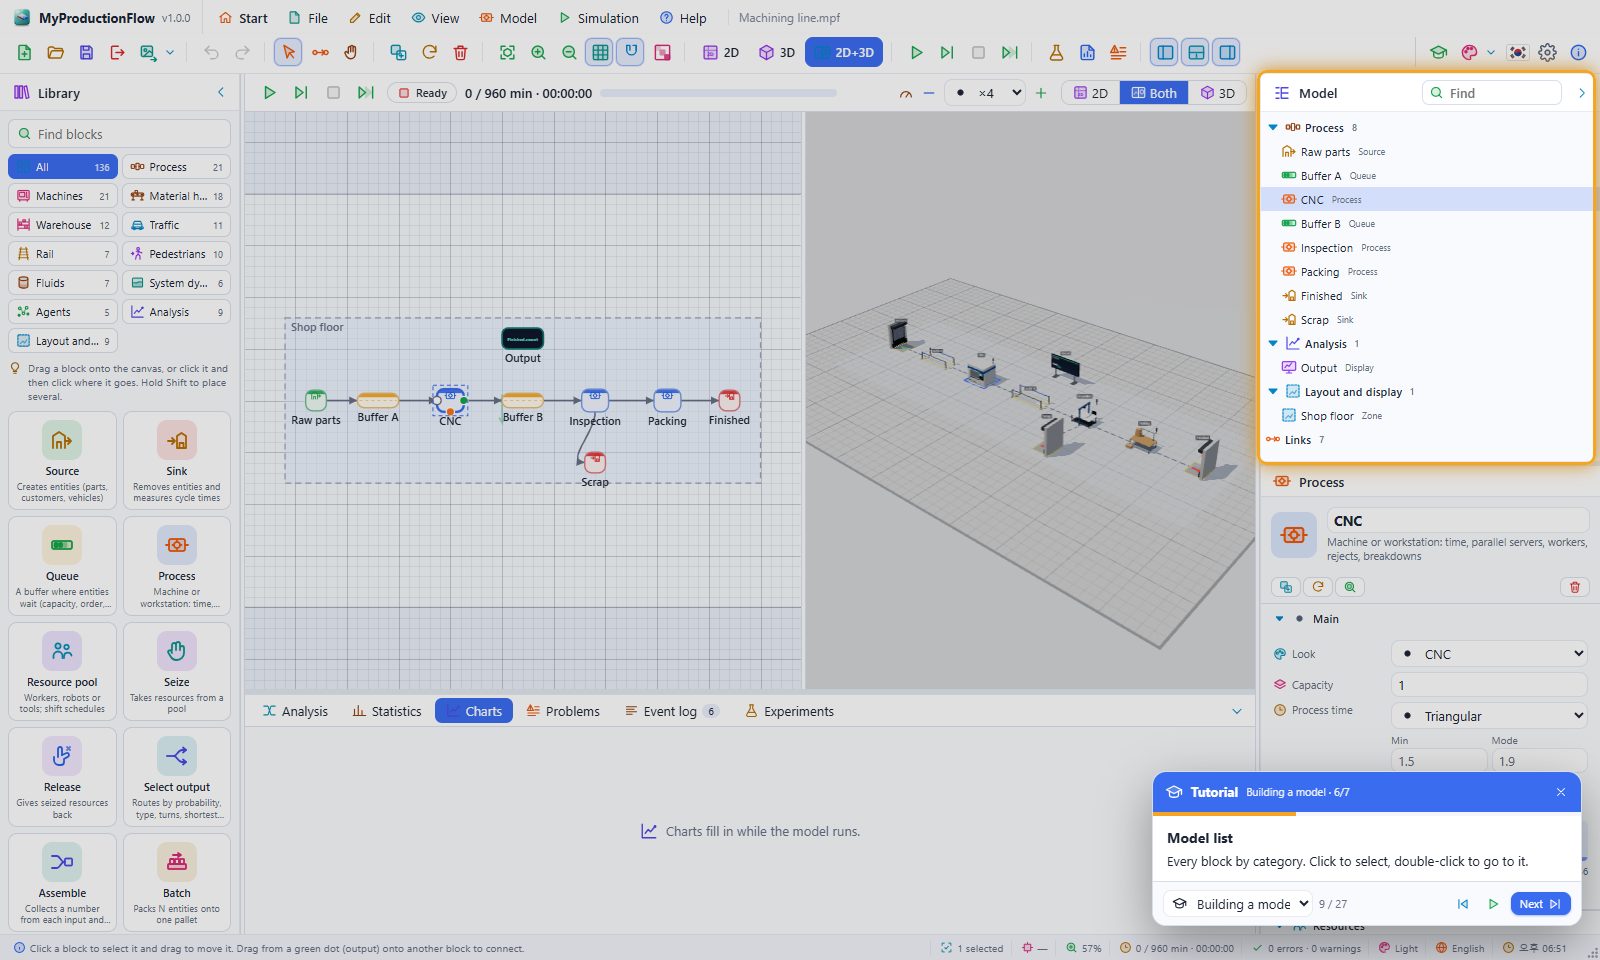 MyProductionFlow v1.0.0 Start File Edit View Model Simulation Help Machining line.mpf
2D 3D 2D+3D
Library
Find blocks
All 136
Process 21
Machines 21
Material h... 18
Warehouse 12
Traffic 11
Rail 7
Pedestrians 10
Fluids 7
System dy... 6
Agents 5
Analysis 9
Layout and... 9
Drag a block onto the canvas, or click it and
then click where it goes. Hold Shift to place
several.
Source
Creates entities (parts,
customers, vehicles)
Sink
Removes entities and
measures cycle times
Queue
A buffer where entities
wait (capacity, order,...
Process
Machine or
workstation: time,...
Resource pool
Workers, robots or
tools; shift schedules
Seize
Takes resources from a
pool
Release
Gives seized resources
back
Select output
Routes by probability,
type, turns, shortest...
Assemble
Collects a number
from each input and...
Batch
Packs N entities onto
one pallet
Ready 0 / 960 min · 00:00:00
×4 2D Both 3D
Shop floor
Output
Raw parts
Buffer A
CNC
Buffer B
Inspection
Packing
Finished
Scrap
Analysis Statistics Charts Problems Event log 6 Experiments
Charts fill in while the model runs.
Model Find
Process 8
Raw parts Source
Buffer A Queue
CNC Process
Buffer B Queue
Inspection Process
Packing Process
Finished Sink
Scrap Sink
Analysis 1
Output Display
Layout and display 1
Shop floor Zone
Links 7
Process
CNC
Machine or workstation: time, parallel servers, workers,
rejects, breakdowns
Main
Look CNC
Capacity 1
Process time Triangular
Min Mode
1.5 1.9
Tutorial Building a model · 6/7
Model list
Every block by category. Click to select, double-click to go to it.
Building a mode 9 / 27 Next
Resources
Click a block to select it and drag to move it. Drag from a green dot (output) onto another block to connect.
1 selected — 57% 0 / 960 min · 00:00:00 0 errors · 0 warnings Light English 오후 06:51